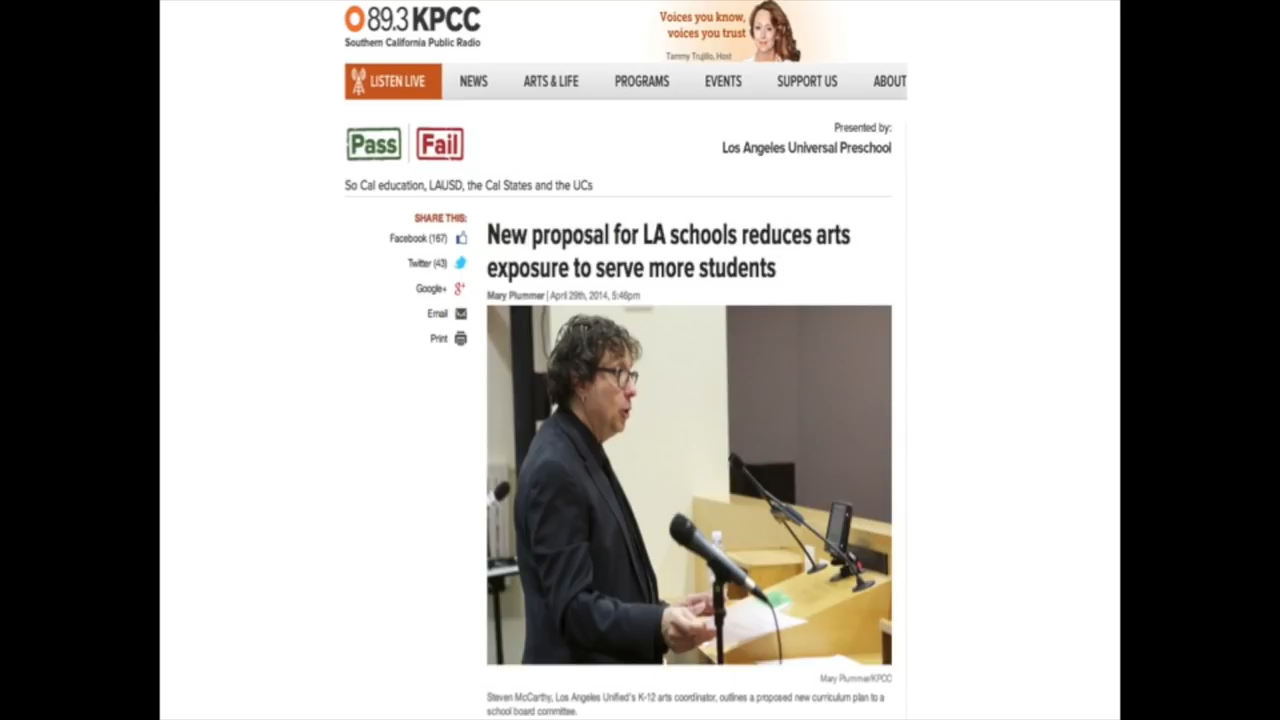 89.3 KPCC
Southern California Public Radio
Voices you know,
voices you trust
Tammy Trujillo, Host
LISTEN LIVE NEWS ARTS & LIFE PROGRAMS EVENTS SUPPORT US ABOUT
Pass Fail
Presented by:
Los Angeles Universal Preschool
So Cal education, LAUSD, the Cal States and the UCs
SHARE THIS:
Facebook (167)
Twitter (43)
Google+
Email
Print
New proposal for LA schools reduces arts
exposure to serve more students
Mary Plummer | April 29th, 2014, 5:46pm
Mary Plummer/KPCC
Steven McCarthy, Los Angeles Unified's K-12 arts coordinator, outlines a proposed new curriculum plan to a
school board committee.